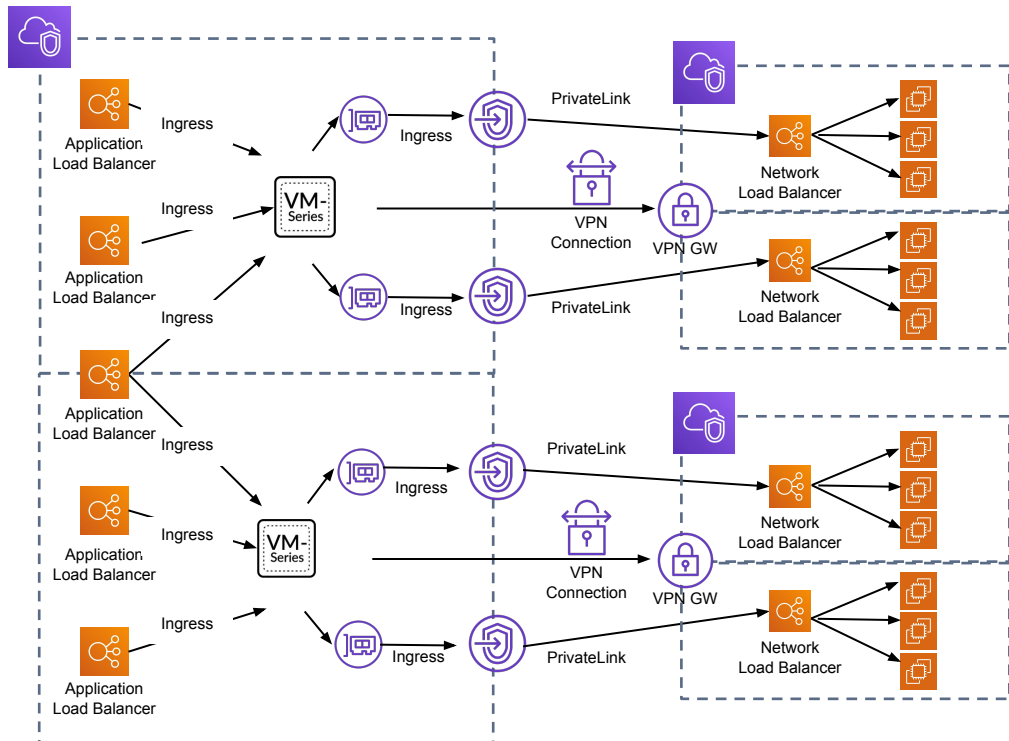 PrivateLink
Ingress
Ingress
Application
Load Balancer
Network
Load Balancer
VM-
Series
Ingress
VPN
Connection
VPN GW
Application
Load Balancer
Ingress
PrivateLink
Network
Load Balancer
Ingress
Application
Load Balancer
Ingress
PrivateLink
Ingress
Network
Load Balancer
VM-
Series
Ingress
Application
Load Balancer
VPN
Connection
VPN GW
Ingress
Ingress
PrivateLink
Network
Load Balancer
Application
Load Balancer